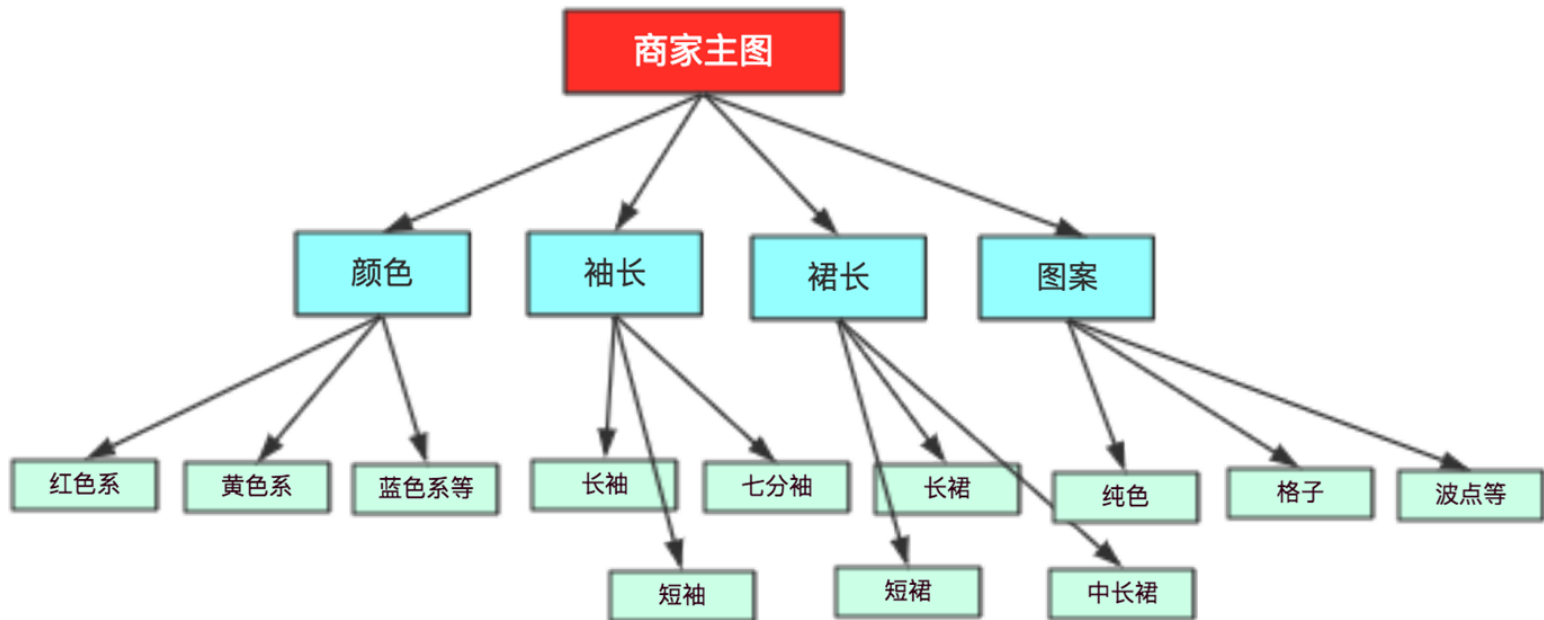 商家主图
颜色
袖长
裙长
图案
红色系
黄色系
蓝色系等
长袖
七分袖
长裙
纯色
格子
波点等
短袖
短裙
中长裙